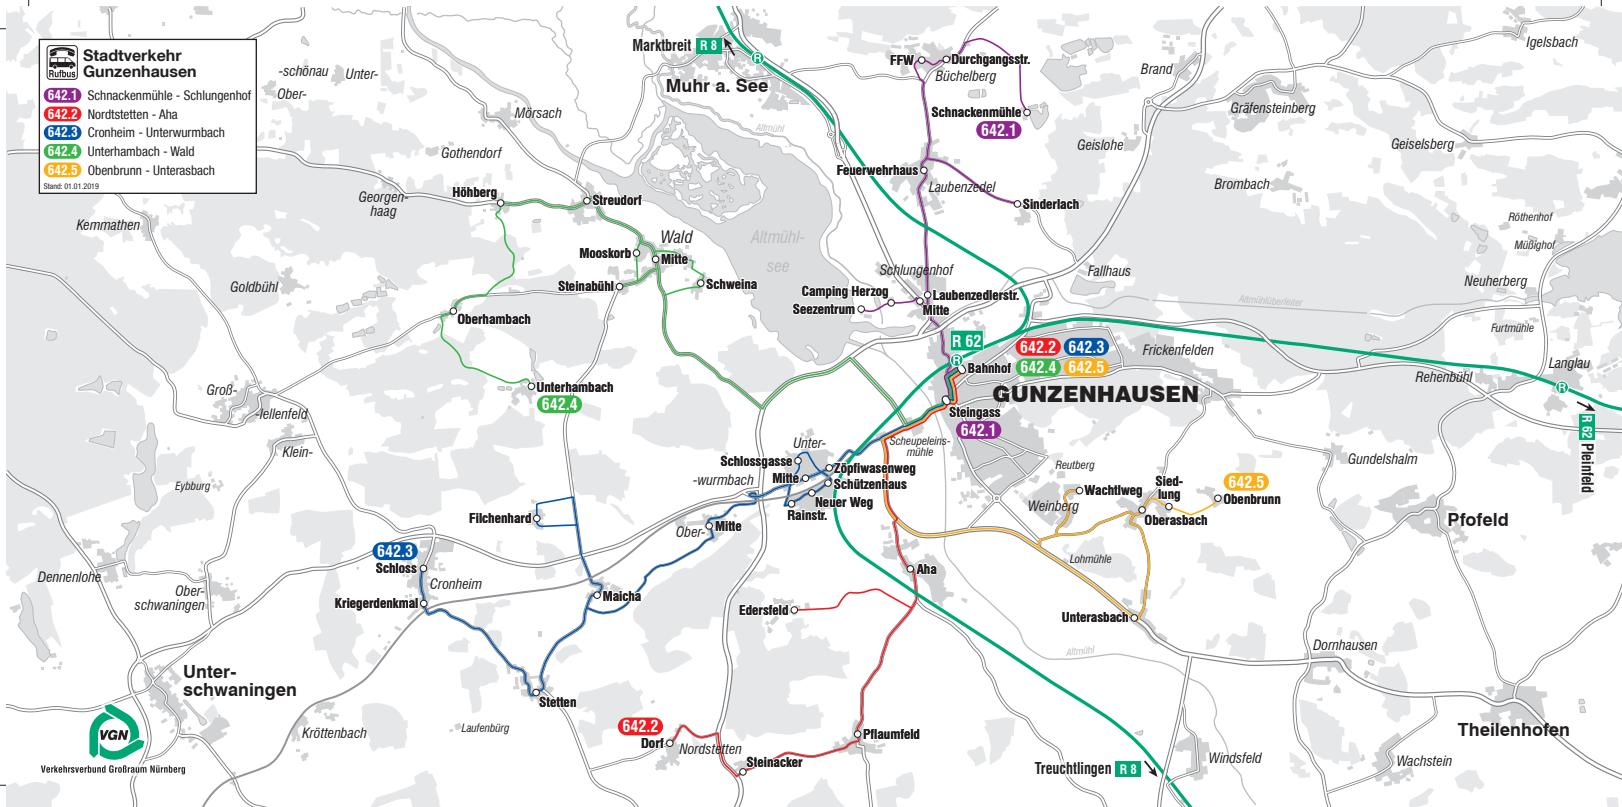 Stadtverkehr
Gunzenhausen
Rufbus
642.1 Schnackenmühle - Schlungenhof
642.2 Nordtstetten - Aha
642.3 Cronheim - Unterwurmbach
642.4 Unterhambach - Wald
642.5 Obenbrunn - Unterasbach
Stand: 01.01.2019
Marktbreit R 8
R
Muhr a. See
-schönau
Unter-
Ober-
Mörsach
Gothendorf
Georgen-
haag
Höhberg
Streudorf
Kemmathen
Goldbühl
Mooskorb
Wald
Mitte
Steinabühl
Schweina
Oberhambach
Unterhambach
642.4
Altmühl
Altmühl-
see
FFW
Durchgangsstr.
Büchelberg
Schnackenmühle
642.1
Feuerwehrhaus
Laubenzedel
Sinderlach
Schlungenhof
Camping Herzog
Laubenzedlerstr.
Seezentrum
Mitte
Igelsbach
Brand
Gräfensteinberg
Geislohe
Geiselsberg
Brombach
Röthenhof
Müßighof
Fallhaus
Neuherberg
Altmühlüberleiter
Furtmühle
Langlau
Rehenbühl
Frickenfelden
R 62
R
Bahnhof
642.2 642.3
642.4 642.5
GUNZENHAUSEN
Steingass
642.1
R
R 62 Pleinfeld
Groß-
-lellenfeld
Klein-
Eybburg
Unter-
-wurmbach
Schlossgasse
Mitte
Zöpfiwasenweg
Schützenhaus
Neuer Weg
Rainstr.
Scheupeleins-
mühle
Ober-
Mitte
Filchenhard
642.3
Schloss
Cronheim
Kriegerdenkmal
Maicha
Stetten
Dennenlohe
Ober-
schwaningen
Unter-
schwaningen
Kröttenbach
Laufenbürg
Reutberg
Weinberg
Wachtlweg
Sied-
lung
642.5
Obenbrunn
Oberasbach
Gundelshalm
Pfofeld
Lohmühle
Unterasbach
Aha
Edersfeld
Altmühl
Dornhausen
642.2
Dorf
Nordstetten
Steinacker
Pflaumfeld
Treuchtlingen R 8
Windsfeld
Theilenhofen
Wachstein
VGN
Verkehrsverbund Großraum Nürnberg